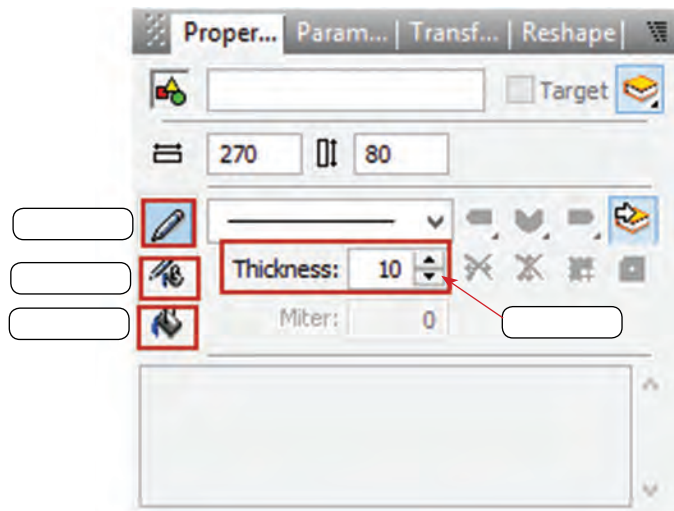 Proper... Param... | Transf... | Reshape |
Target
270 80
Thickness: 10
Miter: 0